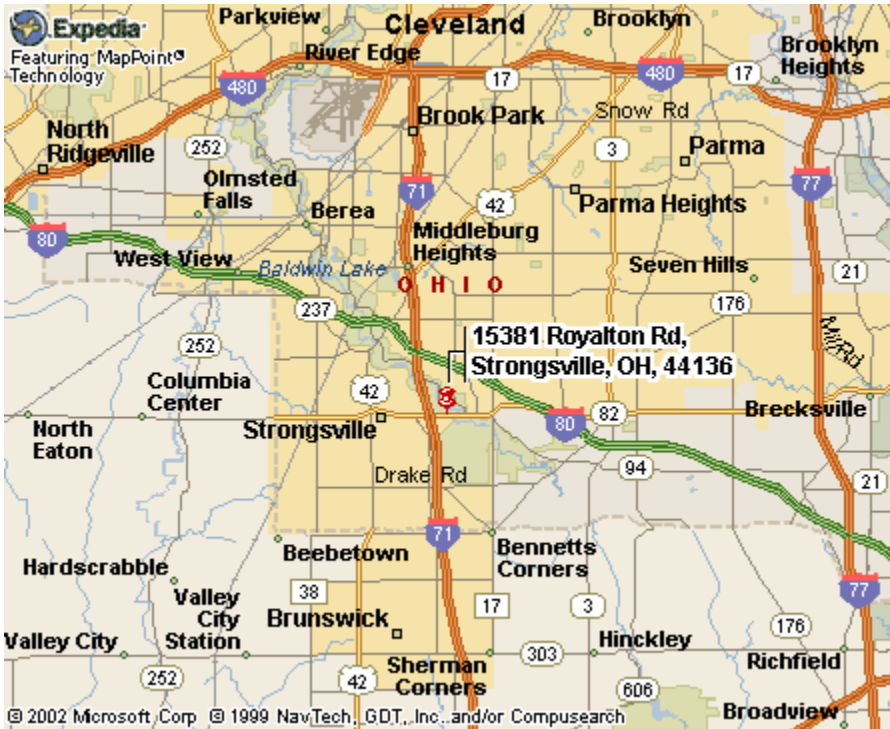 Expedia
Featuring MapPoint®
Technology
Parkview
Cleveland
Brooklyn
River Edge
480
17
480
17
Brooklyn
Heights
Brook Park
Snow Rd
North
Ridgeville
252
3
Parma
Olmsted
Falls
71
42
77
Parma Heights
Berea
80
Middleburg
Heights
West View
Baldwin Lake
Seven Hills
21
OHIO
237
176
Mill Rd
15381 Royalton Rd,
Strongsville, OH, 44136
252
Columbia
Center
42
82
Brecksville
North
Eaton
Strongsville
80
94
Drake Rd
21
71
Beebetown
Bennetts
Corners
Hardscrabble
77
Valley
City
Station
38
17
3
Brunswick
176
Valley City
Hinckley
303
Richfield
Sherman
Corners
252
42
606
Broadview
© 2002 Microsoft Corp © 1999 NavTech, GDT, Inc. and/or Compusearch